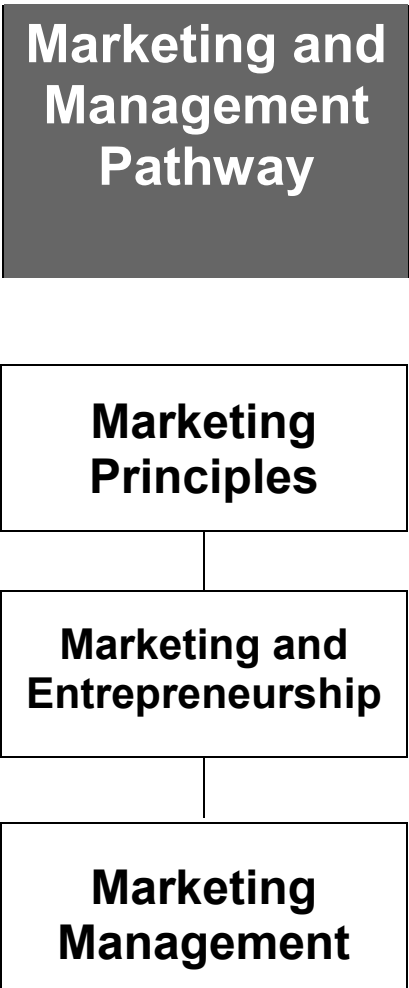 Marketing and
Management
Pathway
Marketing
Principles
Marketing and
Entrepreneurship
Marketing
Management